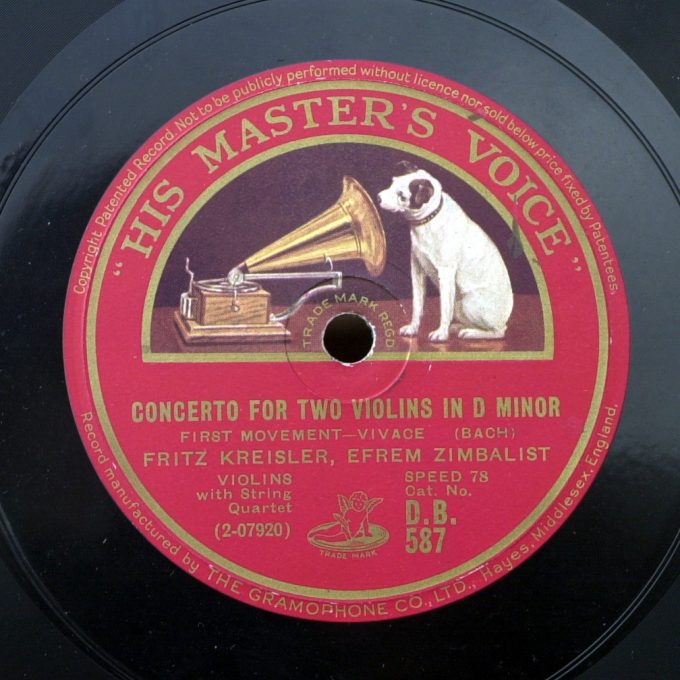 Copyright Patented Record. Not to be publicly performed without licence nor sold below price fixed by Patentees,
"HIS MASTER'S VOICE"
TRADE MARK REGD
CONCERTO FOR TWO VIOLINS IN D MINOR
FIRST MOVEMENT—VIVACE (BACH)
FRITZ KREISLER, EFREM ZIMBALIST
VIOLINS
with String
Quartet
(2-07920)
SPEED 78
Cat. No.
D.B.
587
TRADE MARK
Record manufactured by THE GRAMOPHONE CO., LTD., Hayes, Middlesex, England,